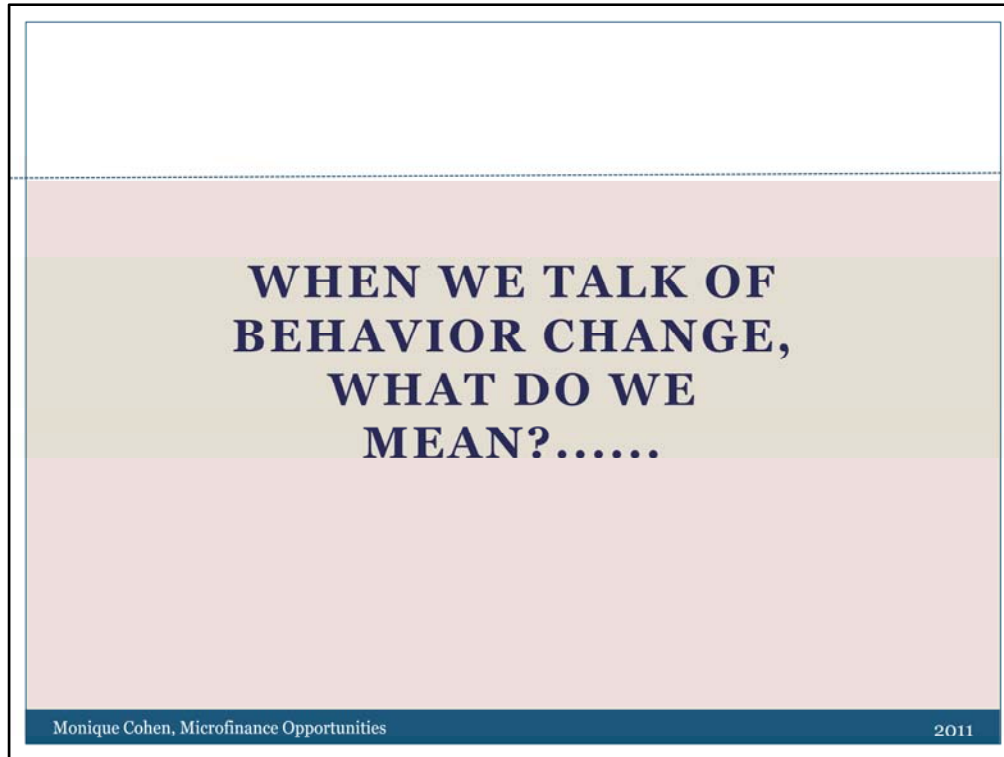 WHEN WE TALK OF
BEHAVIOR CHANGE,
WHAT DO WE
MEAN?......
Monique Cohen, Microfinance Opportunities
2011